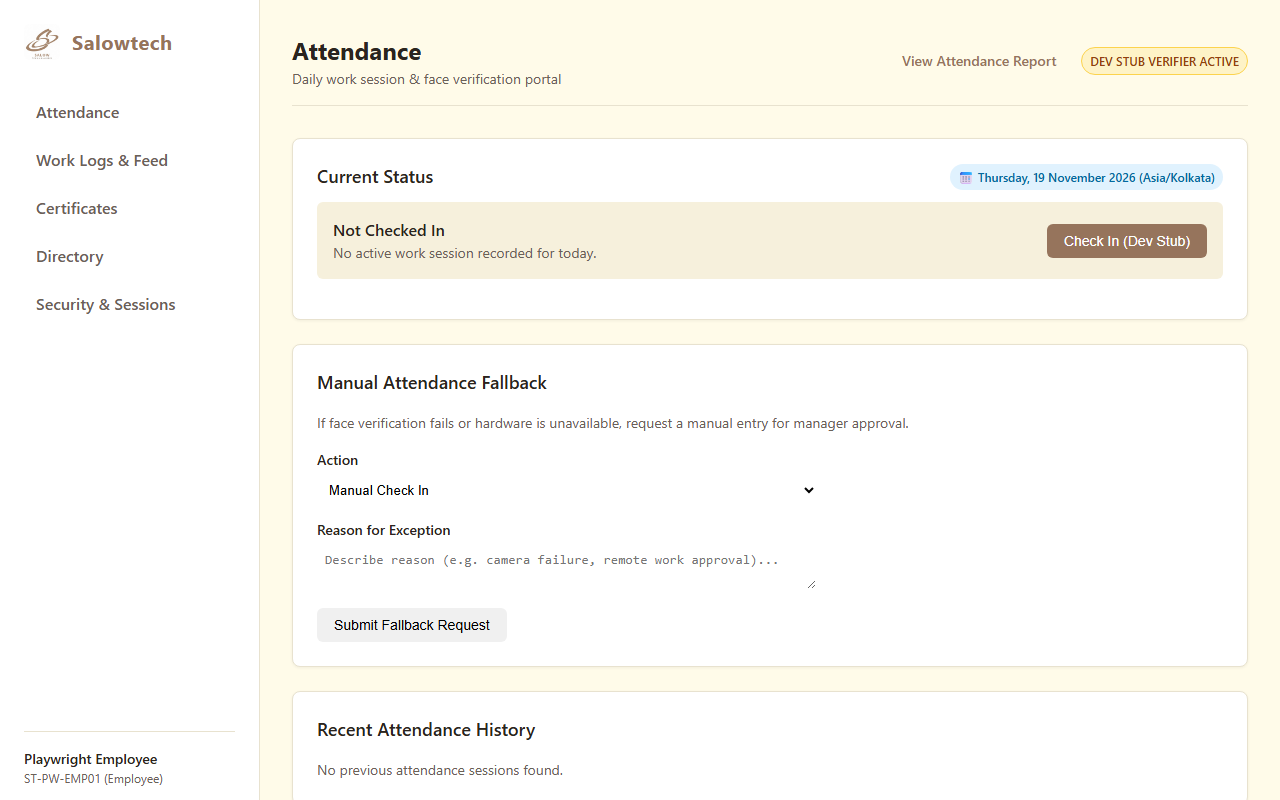 Salowtech
Attendance
Work Logs & Feed
Certificates
Directory
Security & Sessions
Playwright Employee
ST-PW-EMP01 (Employee)
Attendance
Daily work session & face verification portal
View Attendance Report
DEV STUB VERIFIER ACTIVE
Current Status
Thursday, 19 November 2026 (Asia/Kolkata)
Not Checked In
No active work session recorded for today.
Check In (Dev Stub)
Manual Attendance Fallback
If face verification fails or hardware is unavailable, request a manual entry for manager approval.
Action
Manual Check In
Reason for Exception
Describe reason (e.g. camera failure, remote work approval)...
Submit Fallback Request
Recent Attendance History
No previous attendance sessions found.